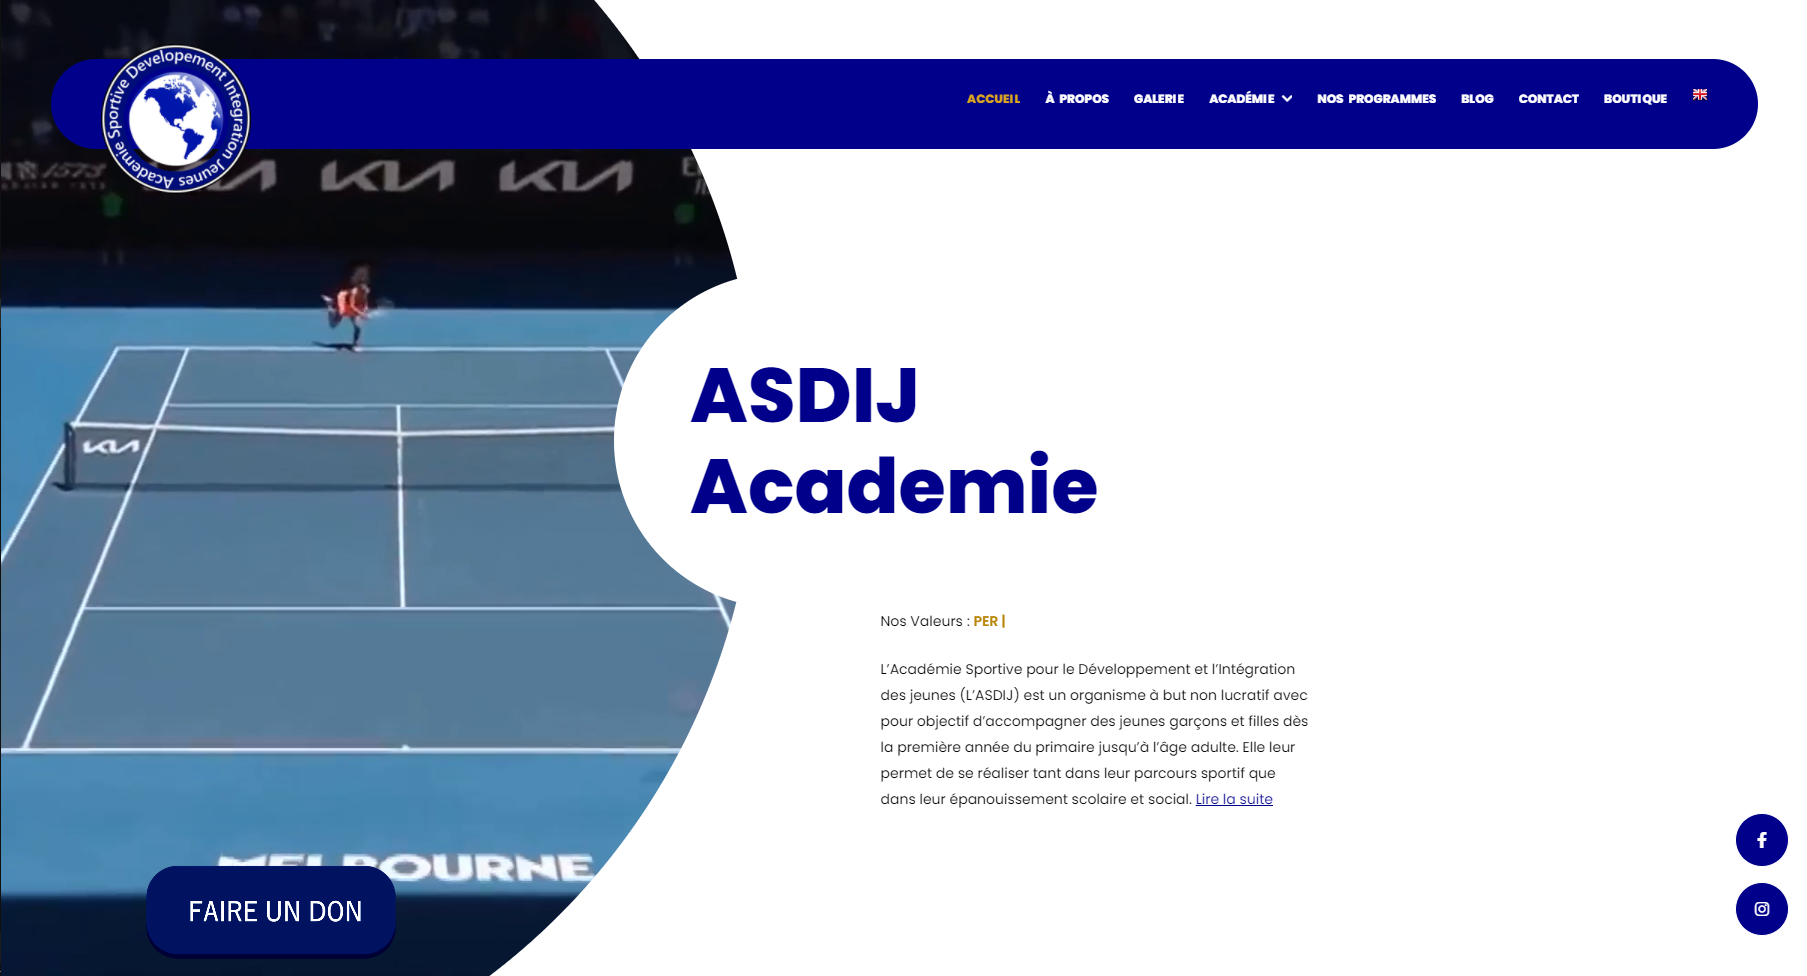 Academie Sportive Developement Integration Jeunes
ACCUEIL
À PROPOS
GALERIE
ACADÉMIE
NOS PROGRAMMES
BLOG
CONTACT
BOUTIQUE
1573
KIA
KIA
KIA
ASDIJ
Academie
Nos Valeurs : PER |
L’Académie Sportive pour le Développement et l’Intégration
des jeunes (L’ASDIJ) est un organisme à but non lucratif avec
pour objectif d’accompagner des jeunes garçons et filles dès
la première année du primaire jusqu’à l’âge adulte. Elle leur
permet de se réaliser tant dans leur parcours sportif que
dans leur épanouissement scolaire et social. Lire la suite
MELBOURNE
FAIRE UN DON